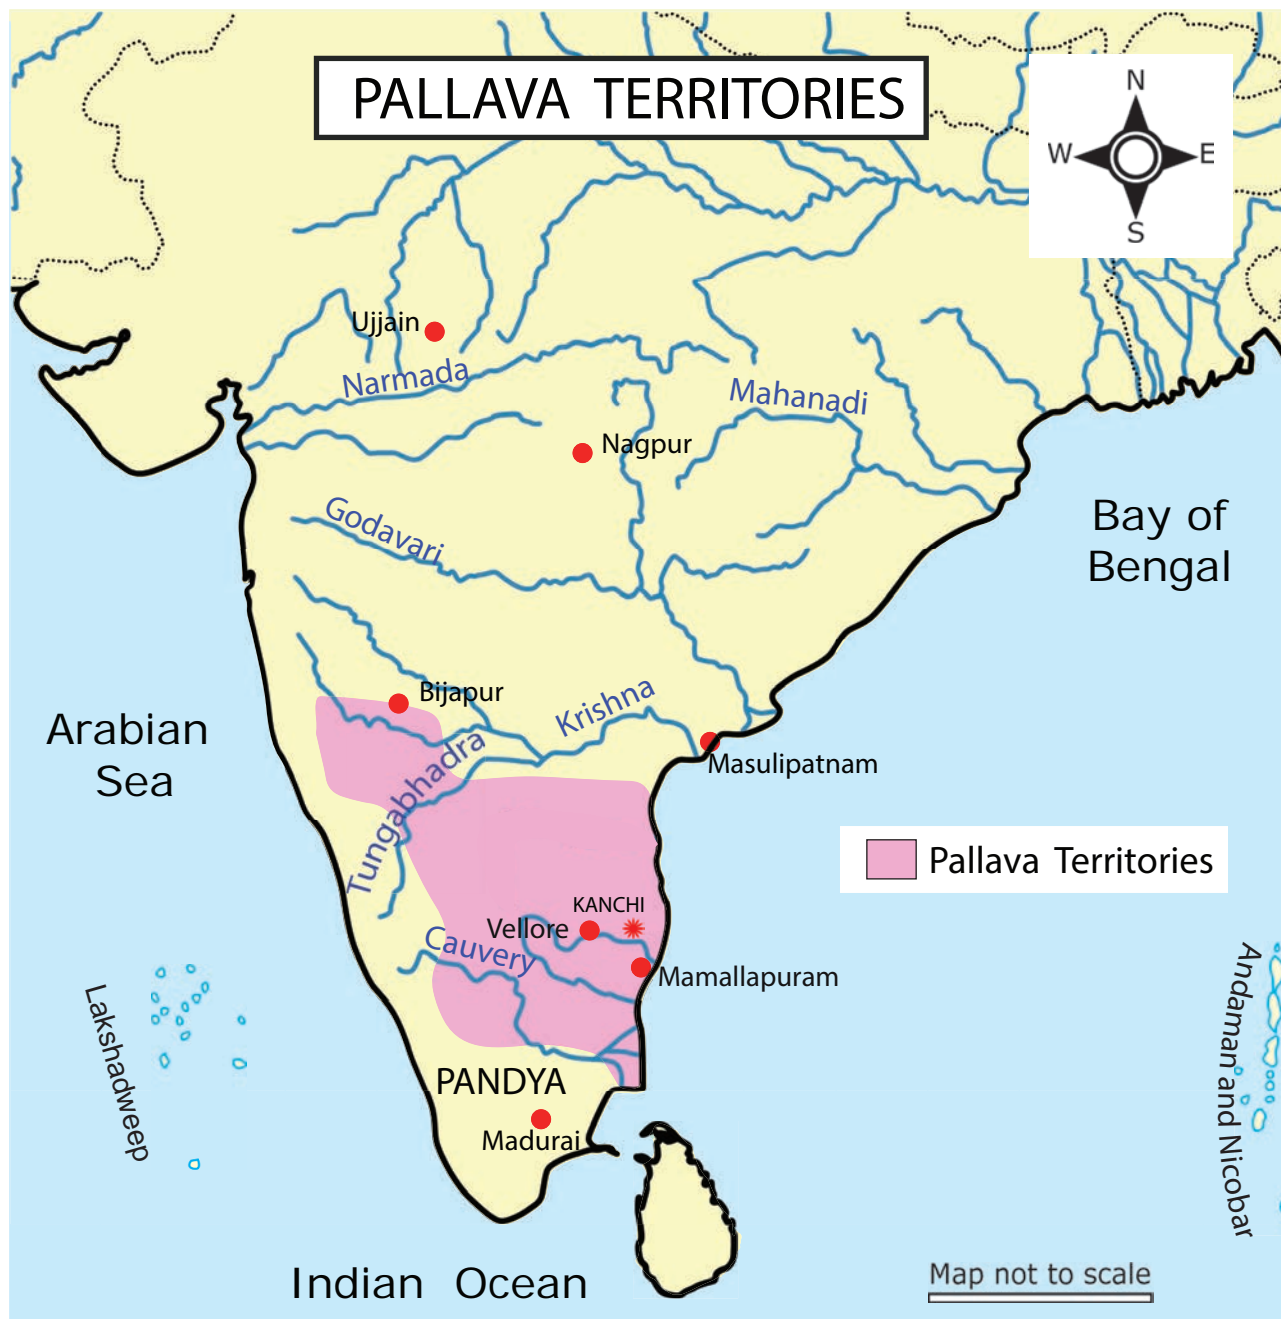 PALLAVA TERRITORIES
N
W
E
S
Ujjain
Narmada
Mahanadi
Nagpur
Godavari
Bay of
Bengal
Bijapur
Krishna
Arabian
Sea
Tungabhadra
Masulipatnam
Pallava Territories
KANCHI
Vellore
Cauvery
Mamallapuram
Lakshadweep
Andaman and Nicobar
PANDYA
Madurai
Indian Ocean
Map not to scale